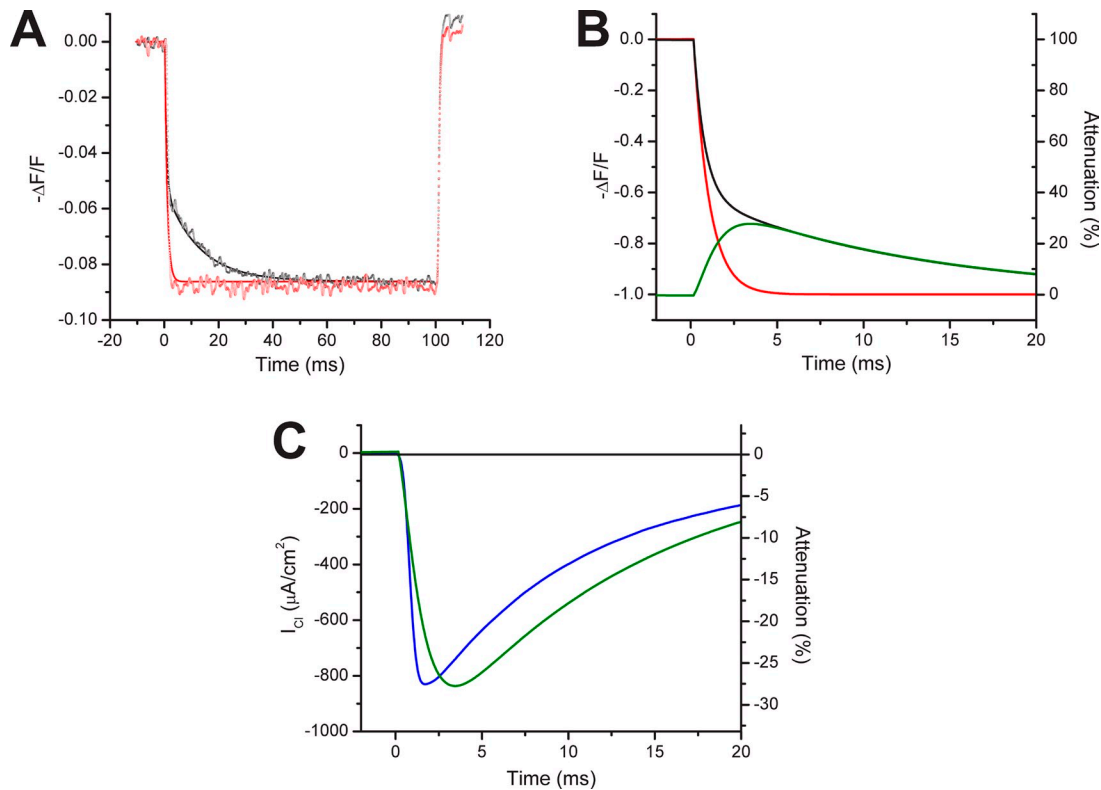 A
0.00
-0.02
-0.04
-0.06
-0.08
-0.10
-ΔF/F
-20 0 20 40 60 80 100 120
Time (ms)
B
0.0
-0.2
-0.4
-0.6
-0.8
-1.0
-ΔF/F
100
80
60
40
20
0
Attenuation (%)
0 5 10 15 20
Time (ms)
C
0
-200
-400
-600
-800
-1000
I_Cl (μA/cm²)
0
-5
-10
-15
-20
-25
-30
Attenuation (%)
0 5 10 15 20
Time (ms)